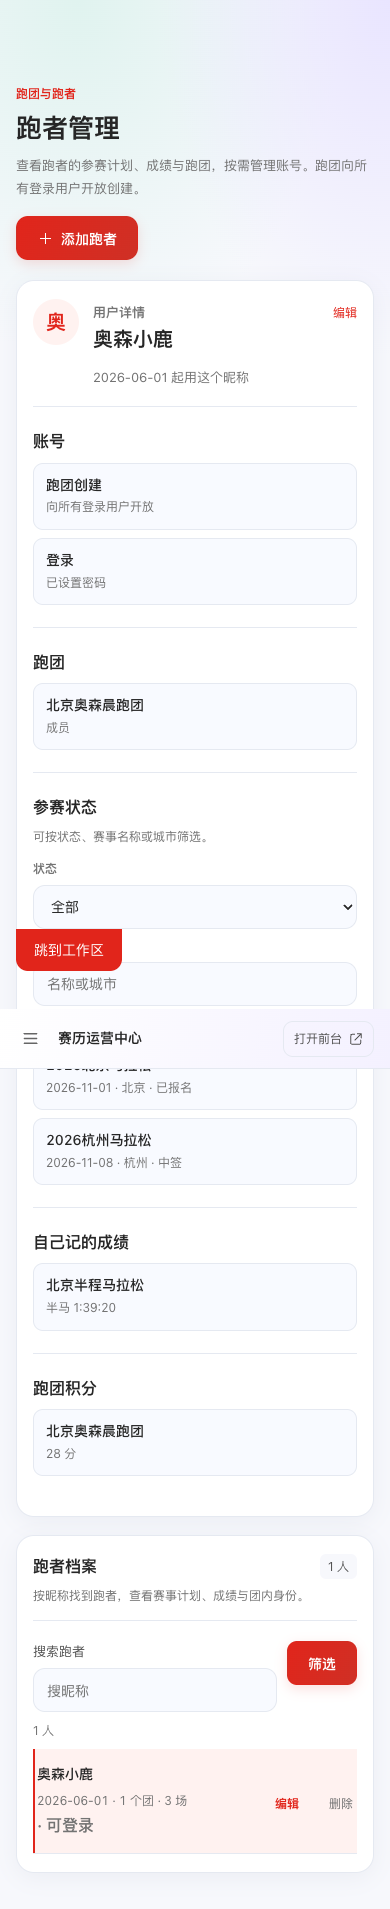 跑团与跑者
跑者管理
查看跑者的参赛计划、成绩与跑团，按需管理账号。跑团向所
有登录用户开放创建。
添加跑者
奥
用户详情
编辑
奥森小鹿
2026-06-01 起用这个昵称
账号
跑团创建
向所有登录用户开放
登录
已设置密码
跑团
北京奥森晨跑团
成员
参赛状态
可按状态、赛事名称或城市筛选。
状态
全部
跳到工作区
名称或城市
赛历运营中心
打开前台
2026-11-01 · 北京 · 已报名
2026杭州马拉松
2026-11-08 · 杭州 · 中签
自己记的成绩
北京半程马拉松
半马 1:39:20
跑团积分
北京奥森晨跑团
28 分
跑者档案
1 人
按昵称找到跑者，查看赛事计划、成绩与团内身份。
搜索跑者
筛选
搜昵称
1 人
奥森小鹿
2026-06-01 · 1 个团 · 3 场
· 可登录
编辑
删除